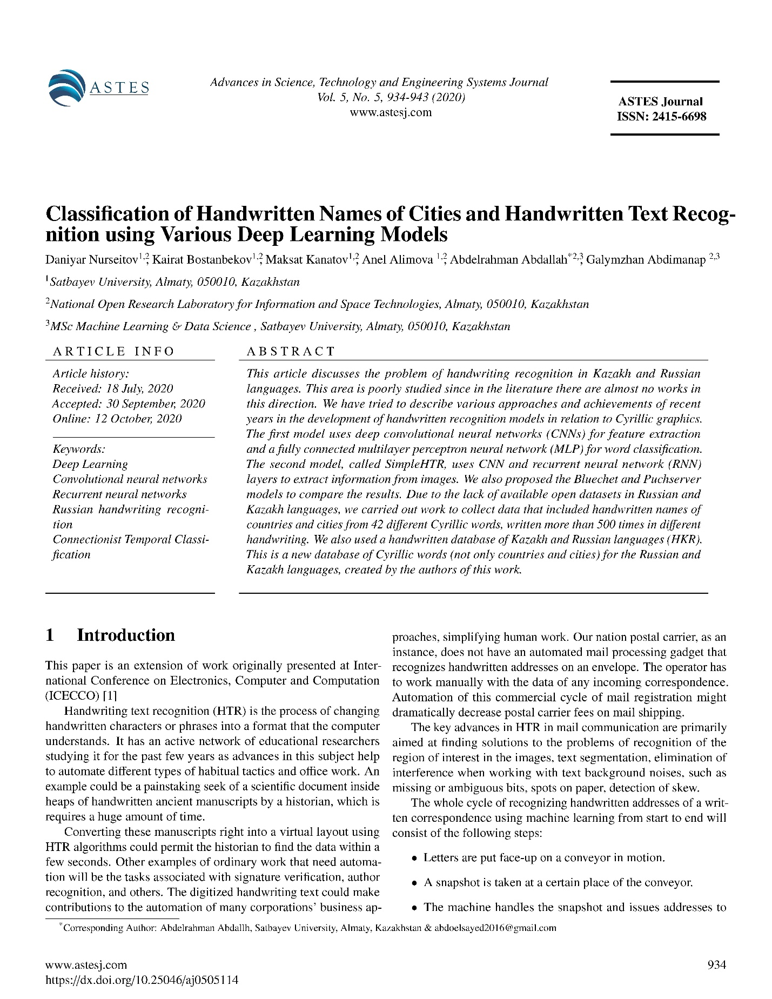 ASTES
Advances in Science, Technology and Engineering Systems Journal
Vol. 5, No. 5, 934-943 (2020)
www.astesj.com
ASTES Journal
ISSN: 2415-6698
Classification of Handwritten Names of Cities and Handwritten Text Recog-
nition using Various Deep Learning Models
Daniyar Nurseitov1,2, Kairat Bostanbekov1,2, Maksat Kanatov1,2, Anel Alimova 1,2, Abdelrahman Abdallah*2,3, Galymzhan Abdimanap 2,3
1Satbayev University, Almaty, 050010, Kazakhstan
2National Open Research Laboratory for Information and Space Technologies, Almaty, 050010, Kazakhstan
3MSc Machine Learning & Data Science , Satbayev University, Almaty, 050010, Kazakhstan
ARTICLE INFO
Article history:
Received: 18 July, 2020
Accepted: 30 September, 2020
Online: 12 October, 2020
Keywords:
Deep Learning
Convolutional neural networks
Recurrent neural networks
Russian handwriting recogni-
tion
Connectionist Temporal Classi-
fication
ABSTRACT
This article discusses the problem of handwriting recognition in Kazakh and Russian
languages. This area is poorly studied since in the literature there are almost no works in
this direction. We have tried to describe various approaches and achievements of recent
years in the development of handwritten recognition models in relation to Cyrillic graphics.
The first model uses deep convolutional neural networks (CNNs) for feature extraction
and a fully connected multilayer perceptron neural network (MLP) for word classification.
The second model, called SimpleHTR, uses CNN and recurrent neural network (RNN)
layers to extract information from images. We also proposed the Bluechet and Puchserver
models to compare the results. Due to the lack of available open datasets in Russian and
Kazakh languages, we carried out work to collect data that included handwritten names of
countries and cities from 42 different Cyrillic words, written more than 500 times in different
handwriting. We also used a handwritten database of Kazakh and Russian languages (HKR).
This is a new database of Cyrillic words (not only countries and cities) for the Russian and
Kazakh languages, created by the authors of this work.
1 Introduction
This paper is an extension of work originally presented at Inter-
national Conference on Electronics, Computer and Computation
(ICECCO) [1]
Handwriting text recognition (HTR) is the process of changing
handwritten characters or phrases into a format that the computer
understands. It has an active network of educational researchers
studying it for the past few years as advances in this subject help
to automate different types of habitual tactics and office work. An
example could be a painstaking seek of a scientific document inside
heaps of handwritten ancient manuscripts by a historian, which is
requires a huge amount of time.
Converting these manuscripts right into a virtual layout using
HTR algorithms could permit the historian to find the data within a
few seconds. Other examples of ordinary work that need automa-
tion will be the tasks associated with signature verification, author
recognition, and others. The digitized handwriting text could make
contributions to the automation of many corporations' business ap-
proaches, simplifying human work. Our nation postal carrier, as an
instance, does not have an automated mail processing gadget that
recognizes handwritten addresses on an envelope. The operator has
to work manually with the data of any incoming correspondence.
Automation of this commercial cycle of mail registration might
dramatically decrease postal carrier fees on mail shipping.
The key advances in HTR in mail communication are primarily
aimed at finding solutions to the problems of recognition of the
region of interest in the images, text segmentation, elimination of
interference when working with text background noises, such as
missing or ambiguous bits, spots on paper, detection of skew.
The whole cycle of recognizing handwritten addresses of a writ-
ten correspondence using machine learning from start to end will
consist of the following steps:
• Letters are put face-up on a conveyor in motion.
• A snapshot is taken at a certain place of the conveyor.
• The machine handles the snapshot and issues addresses to
*Corresponding Author: Abdelrahman Abdallh, Satbayev University, Almaty, Kazakhstan & abdoelsayed2016@gmail.com
www.astesj.com
https://dx.doi.org/10.25046/aj0505114
934